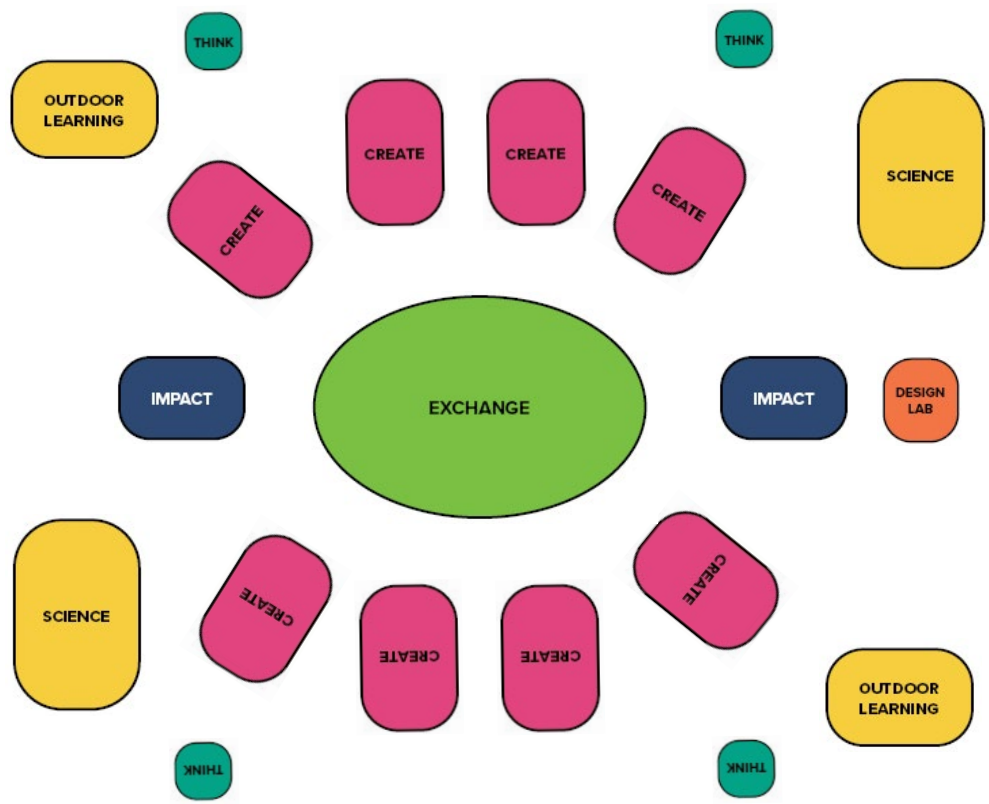 THINK
THINK
OUTDOOR
LEARNING
CREATE
CREATE
CREATE
CREATE
SCIENCE
IMPACT
EXCHANGE
IMPACT
DESIGN
LAB
SCIENCE
CREATE
CREATE
CREATE
CREATE
OUTDOOR
LEARNING
THINK
THINK